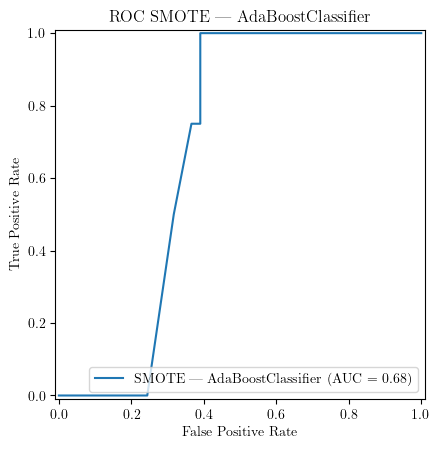 ROC SMOTE — AdaBoostClassifier
1.0
0.8
0.6
0.4
0.2
0.0
True Positive Rate
SMOTE — AdaBoostClassifier (AUC = 0.68)
0.0 0.2 0.4 0.6 0.8 1.0
False Positive Rate